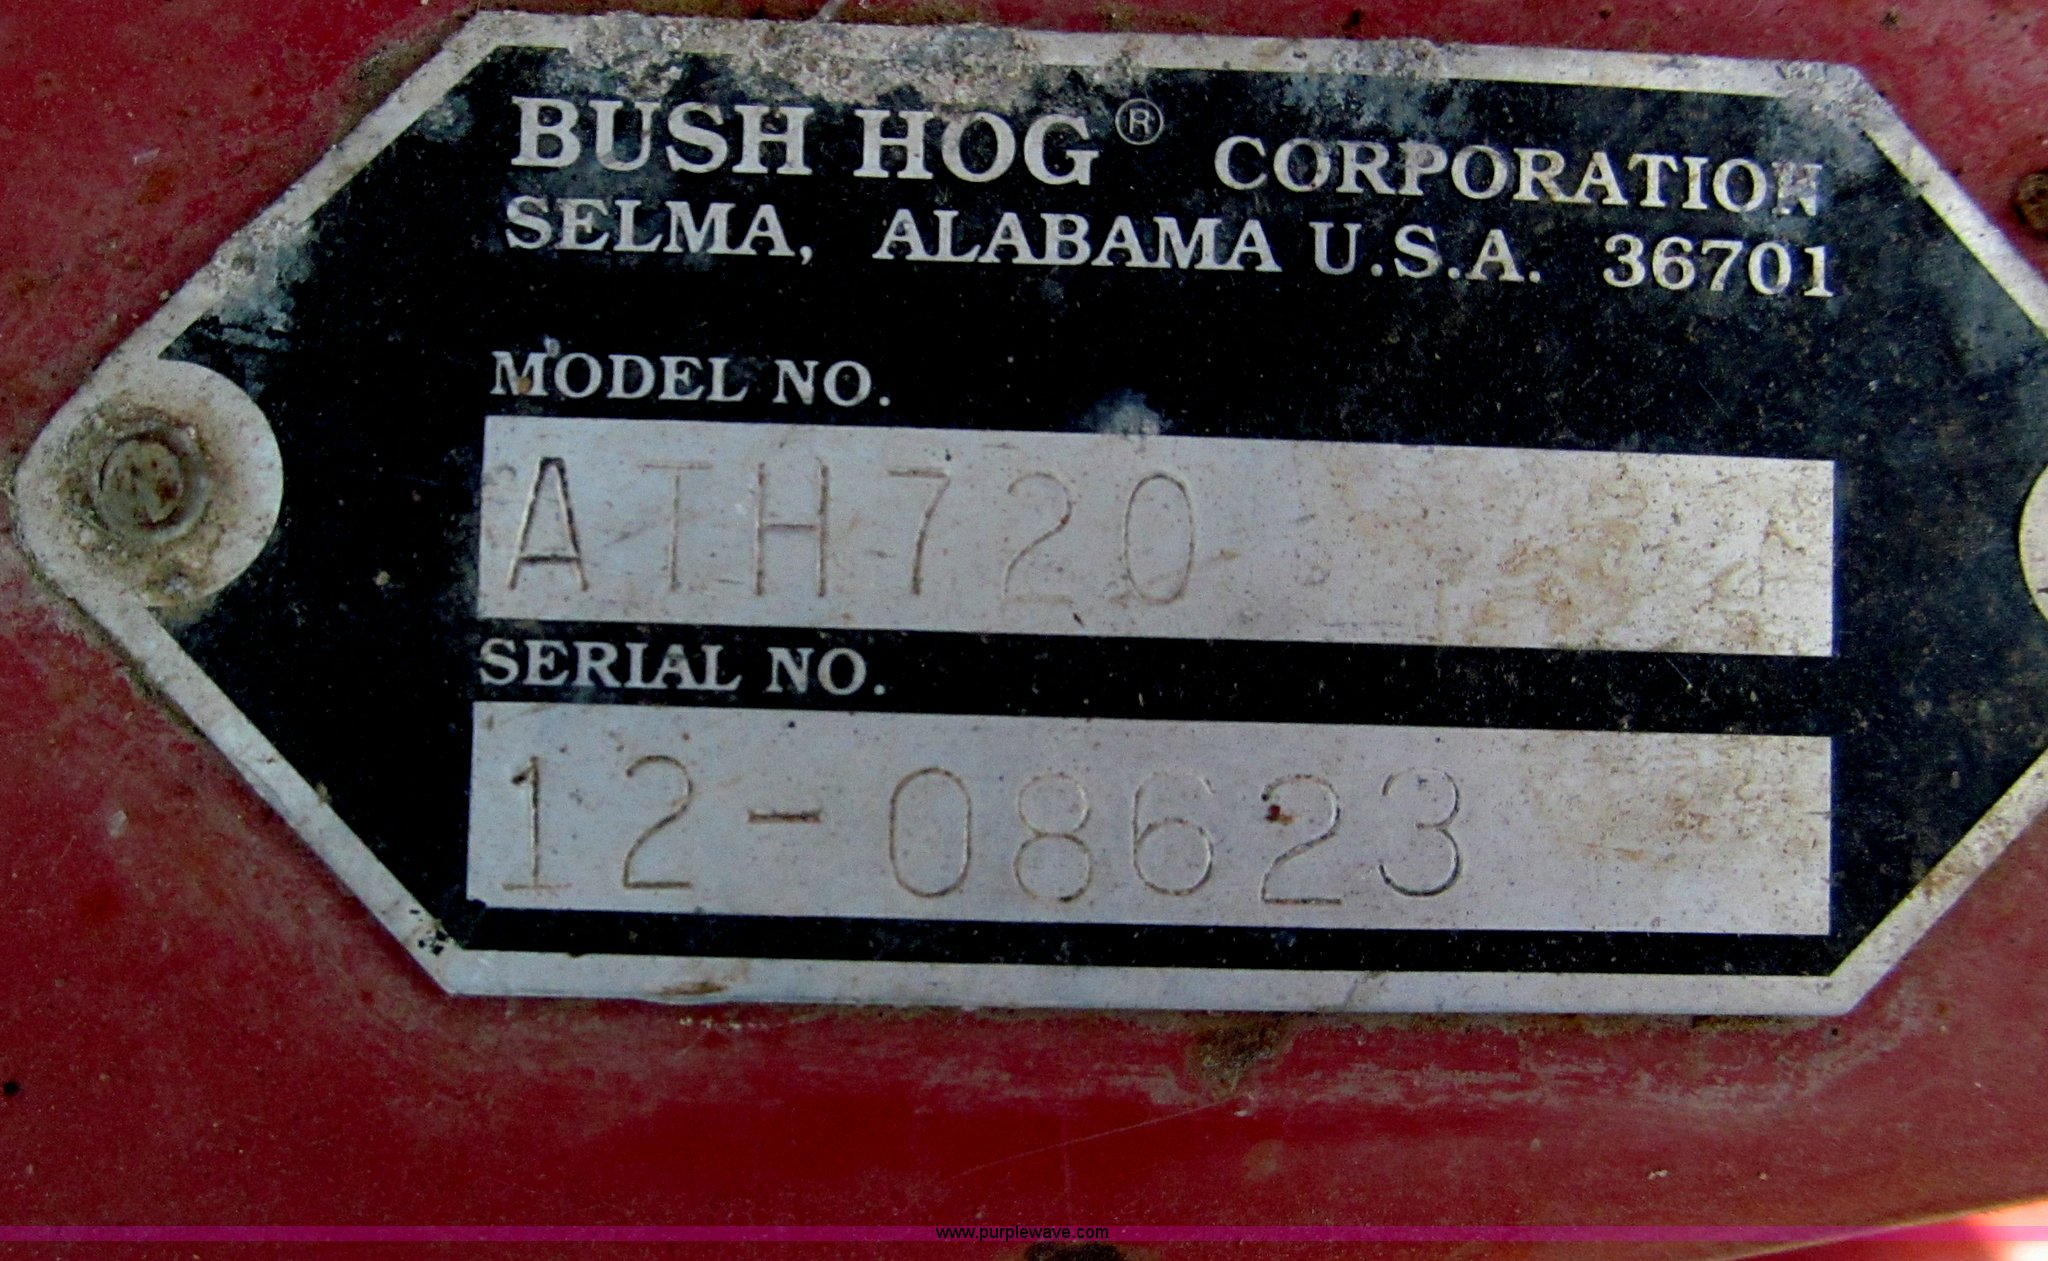 BUSH HOG® CORPORATION
SELMA, ALABAMA U.S.A. 36701
MODEL NO.
ATH720
SERIAL NO.
12-08623
www.purplewave.com